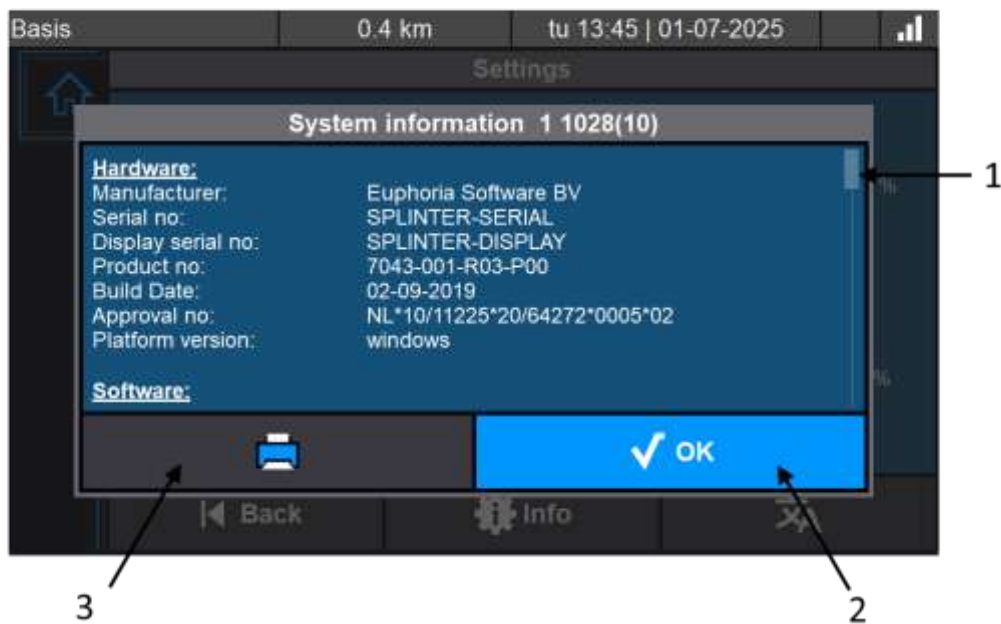 Basis 0.4 km tu 13:45 | 01-07-2025
Settings
System information 1 1028(10)
Hardware:
Manufacturer: Euphoria Software BV
Serial no: SPLINTER-SERIAL
Display serial no: SPLINTER-DISPLAY
Product no: 7043-001-R03-P00
Build Date: 02-09-2019
Approval no: NL*10/11225*20/64272*0005*02
Platform version: windows
Software:
OK
Back Info
%
%
1
2
3